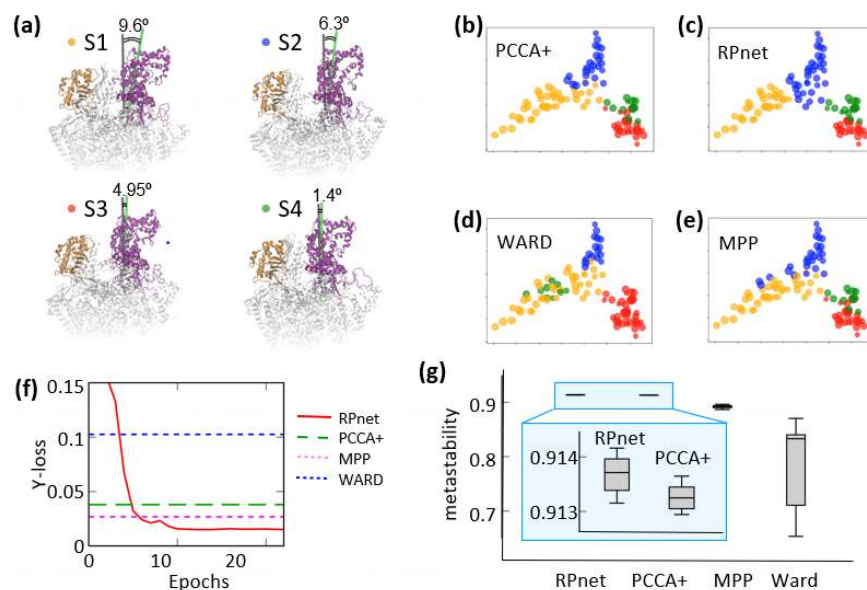 (a)
S1
9.6º
S2
6.3º
S3
4.95º
S4
1.4º
(b)
PCCA+
(c)
RPnet
(d)
WARD
(e)
MPP
(f)
0.15
0.1
0.05
0
Y-loss
0
10
20
Epochs
RPnet
PCCA+
MPP
WARD
(g)
0.9
0.8
0.7
metastability
RPnet
PCCA+
0.914
0.913
RPnet
PCCA+
MPP
Ward